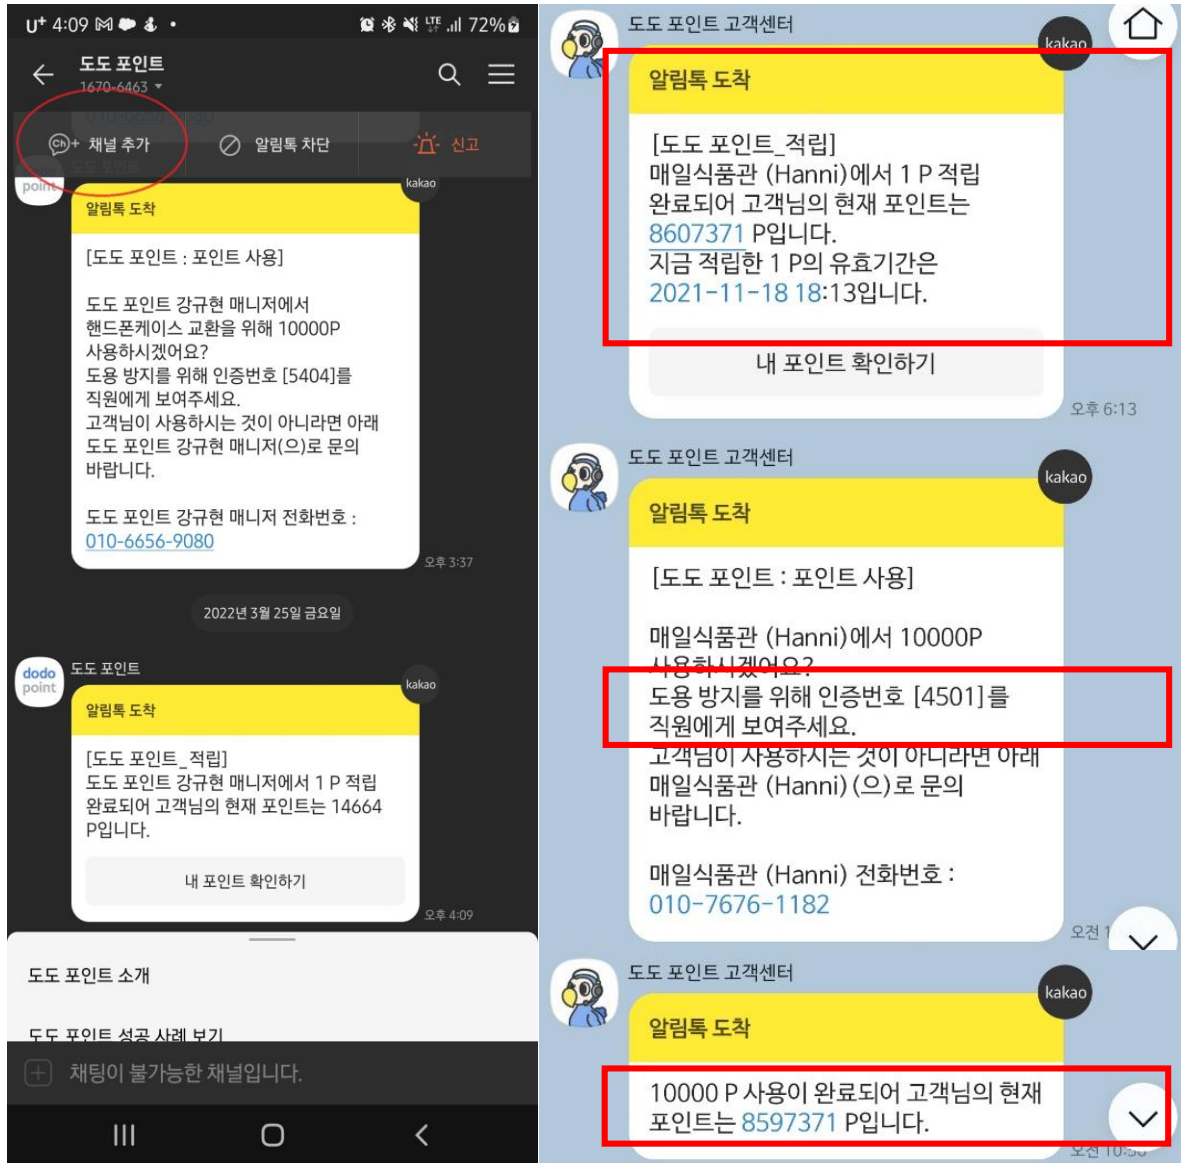 U⁺ 4:09
LTE 72%
도도 포인트
1670-6463
Ch+ 채널 추가
알림톡 차단
신고
point
kakao
알림톡 도착
[도도 포인트 : 포인트 사용]
도도 포인트 강규현 매니저에서
핸드폰케이스 교환을 위해 10000P
사용하시겠어요?
도용 방지를 위해 인증번호 [5404]를
직원에게 보여주세요.
고객님이 사용하시는 것이 아니라면 아래
도도 포인트 강규현 매니저(으)로 문의
바랍니다.
도도 포인트 강규현 매니저 전화번호 :
010-6656-9080
오후 3:37
2022년 3월 25일 금요일
dodo
point
도도 포인트
kakao
알림톡 도착
[도도 포인트_적립]
도도 포인트 강규현 매니저에서 1 P 적립
완료되어 고객님의 현재 포인트는 14664
P입니다.
내 포인트 확인하기
오후 4:09
도도 포인트 소개
도도 포인트 성공 사례 보기
채팅이 불가능한 채널입니다.
도도 포인트 고객센터
kakao
알림톡 도착
[도도 포인트_적립]
매일식품관 (Hanni)에서 1 P 적립
완료되어 고객님의 현재 포인트는
8607371 P입니다.
지금 적립한 1 P의 유효기간은
2021-11-18 18:13입니다.
내 포인트 확인하기
오후 6:13
도도 포인트 고객센터
kakao
알림톡 도착
[도도 포인트 : 포인트 사용]
매일식품관 (Hanni)에서 10000P
사용하시겠어요?
도용 방지를 위해 인증번호 [4501]를
직원에게 보여주세요.
고객님이 사용하시는 것이 아니라면 아래
매일식품관 (Hanni)(으)로 문의
바랍니다.
매일식품관 (Hanni) 전화번호 :
010-7676-1182
오전
도도 포인트 고객센터
kakao
알림톡 도착
10000 P 사용이 완료되어 고객님의 현재
포인트는 8597371 P입니다.
오전